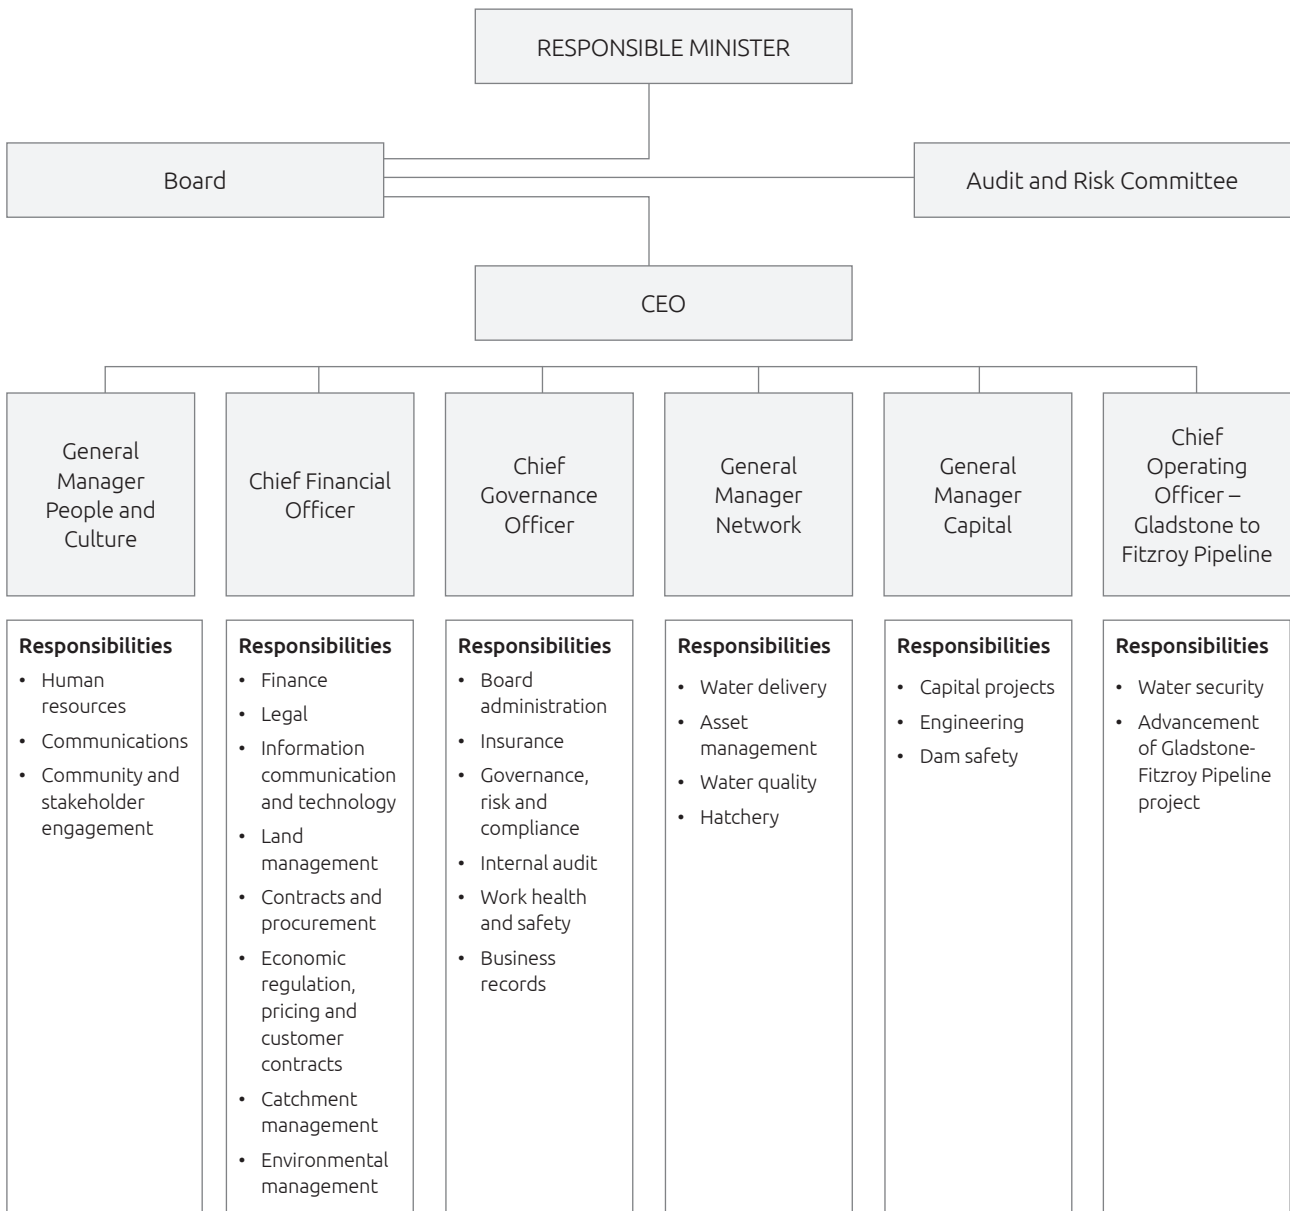 RESPONSIBLE MINISTER
Board
Audit and Risk Committee
CEO
General
Manager
People and
Culture
Chief Financial
Officer
Chief
Governance
Officer
General
Manager
Network
General
Manager
Capital
Chief
Operating
Officer –
Gladstone to
Fitzroy Pipeline
Responsibilities
• Human
resources
• Communications
• Community and
stakeholder
engagement
Responsibilities
• Finance
• Legal
• Information
communication
and technology
• Land
management
• Contracts and
procurement
• Economic
regulation,
pricing and
customer
contracts
• Catchment
management
• Environmental
management
Responsibilities
• Board
administration
• Insurance
• Governance,
risk and
compliance
• Internal audit
• Work health
and safety
• Business
records
Responsibilities
• Water delivery
• Asset
management
• Water quality
• Hatchery
Responsibilities
• Capital projects
• Engineering
• Dam safety
Responsibilities
• Water security
• Advancement
of Gladstone-
Fitzroy Pipeline
project